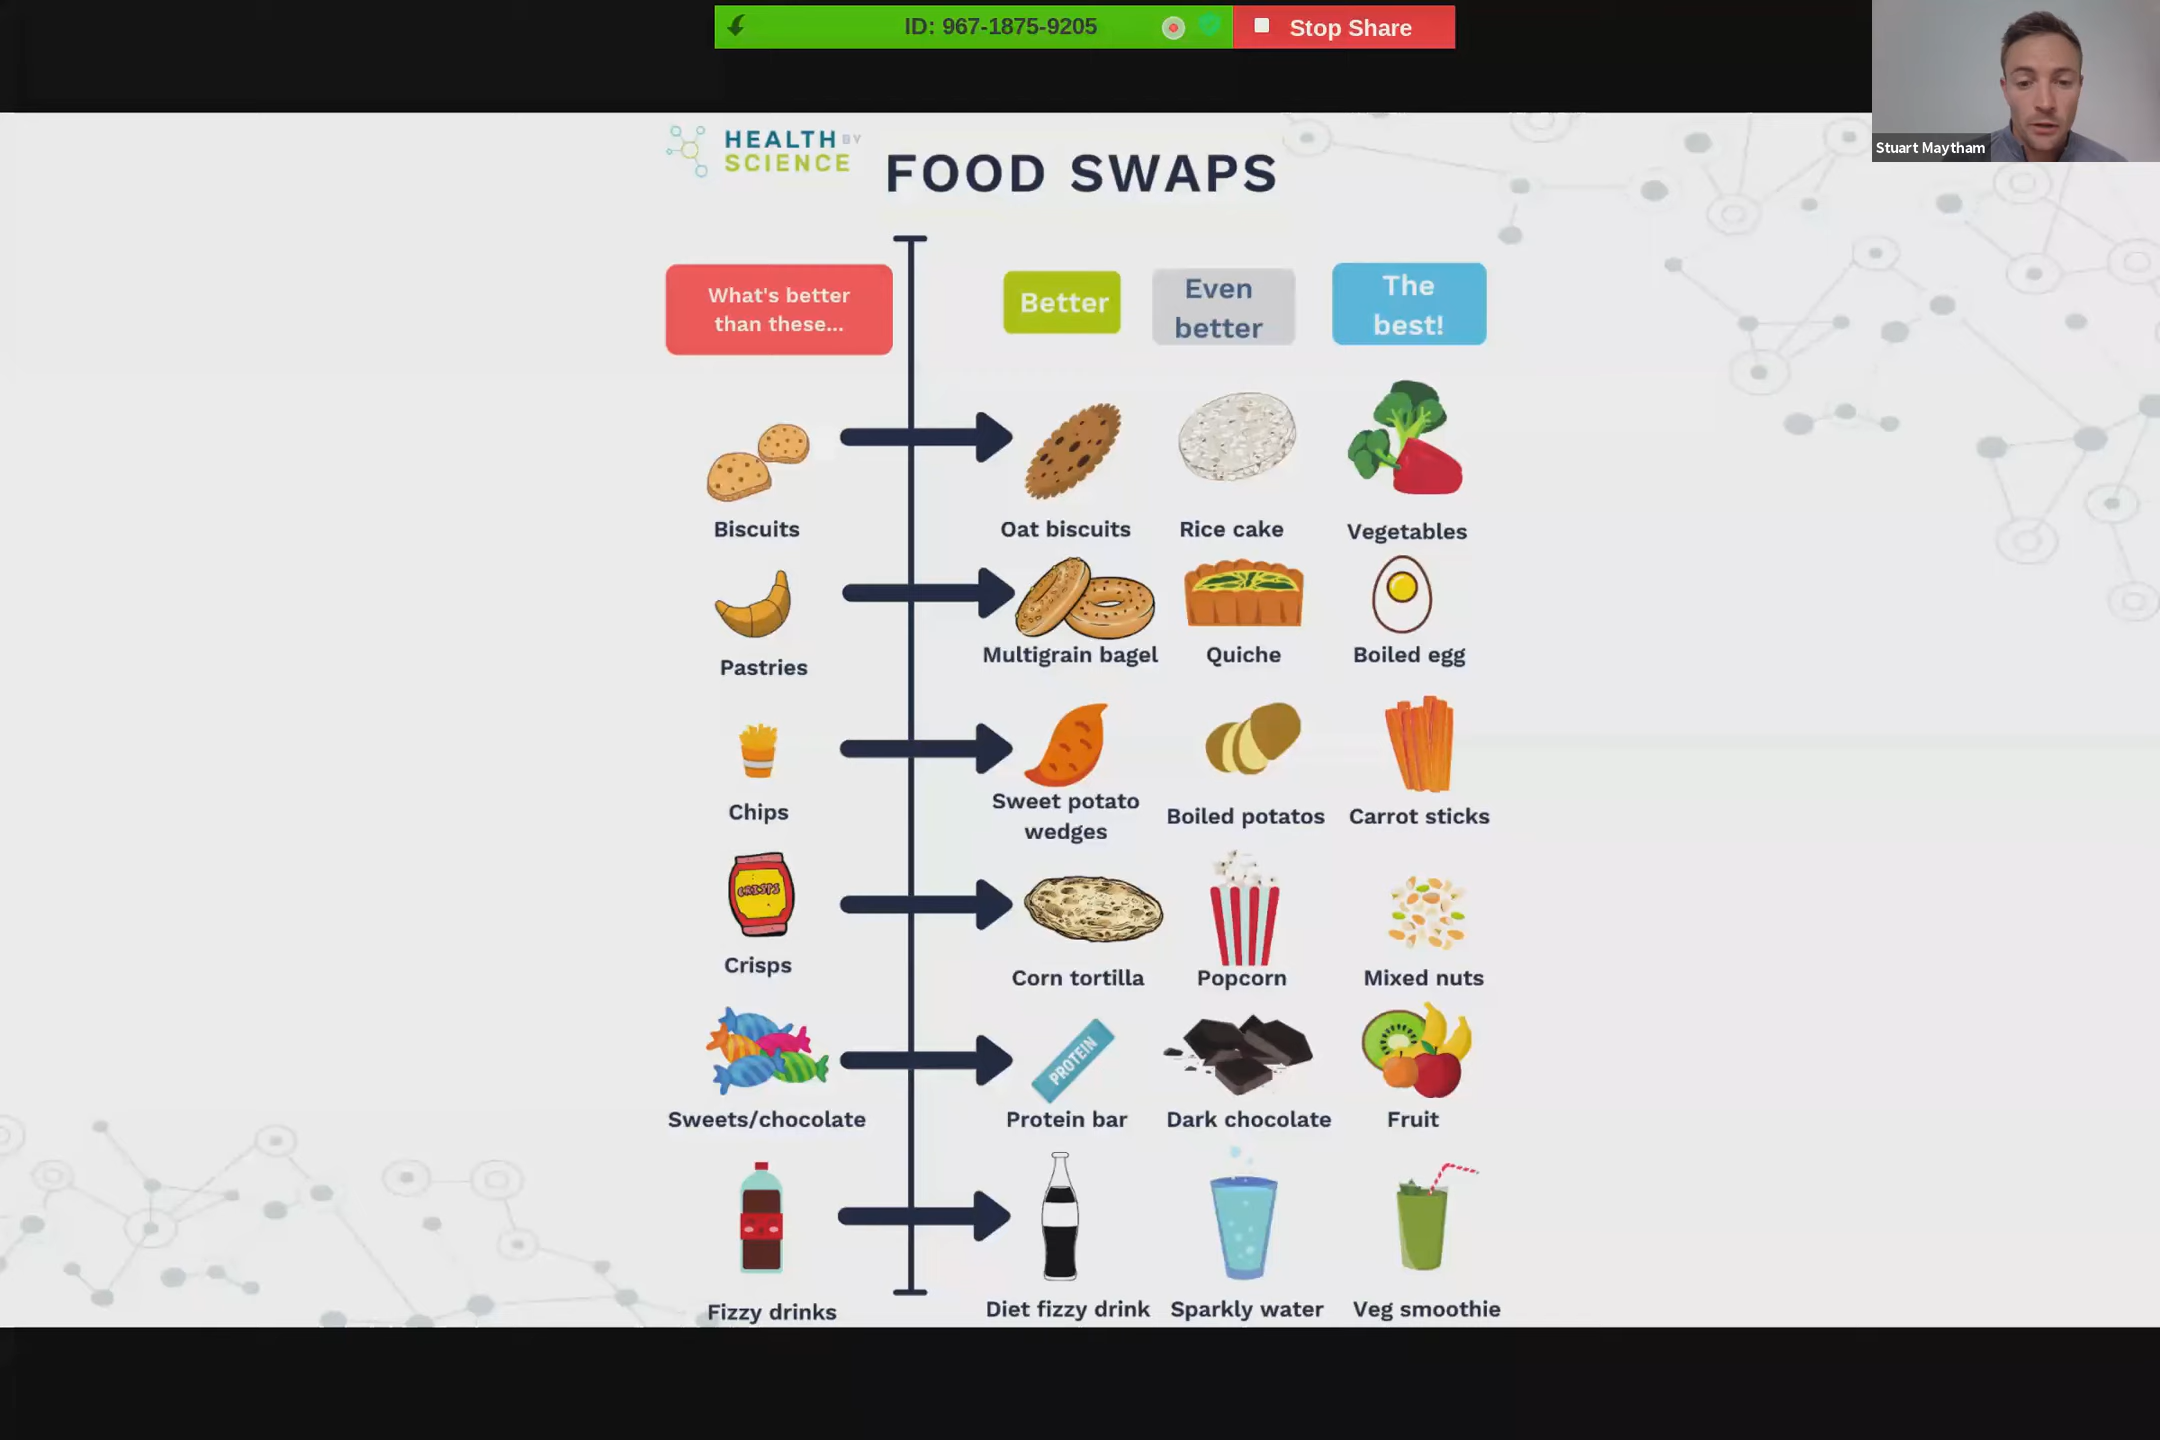 ID: 967-1875-9205
Stop Share
Stuart Maytham
HEALTH BY
SCIENCE
FOOD SWAPS
What's better
than these...
Better
Even
better
The
best!
Biscuits
Oat biscuits
Rice cake
Vegetables
Pastries
Multigrain bagel
Quiche
Boiled egg
Chips
Sweet potato
wedges
Boiled potatos
Carrot sticks
CRISPS
Crisps
Corn tortilla
Popcorn
Mixed nuts
PROTEIN
Sweets/chocolate
Protein bar
Dark chocolate
Fruit
Fizzy drinks
Diet fizzy drink
Sparkly water
Veg smoothie